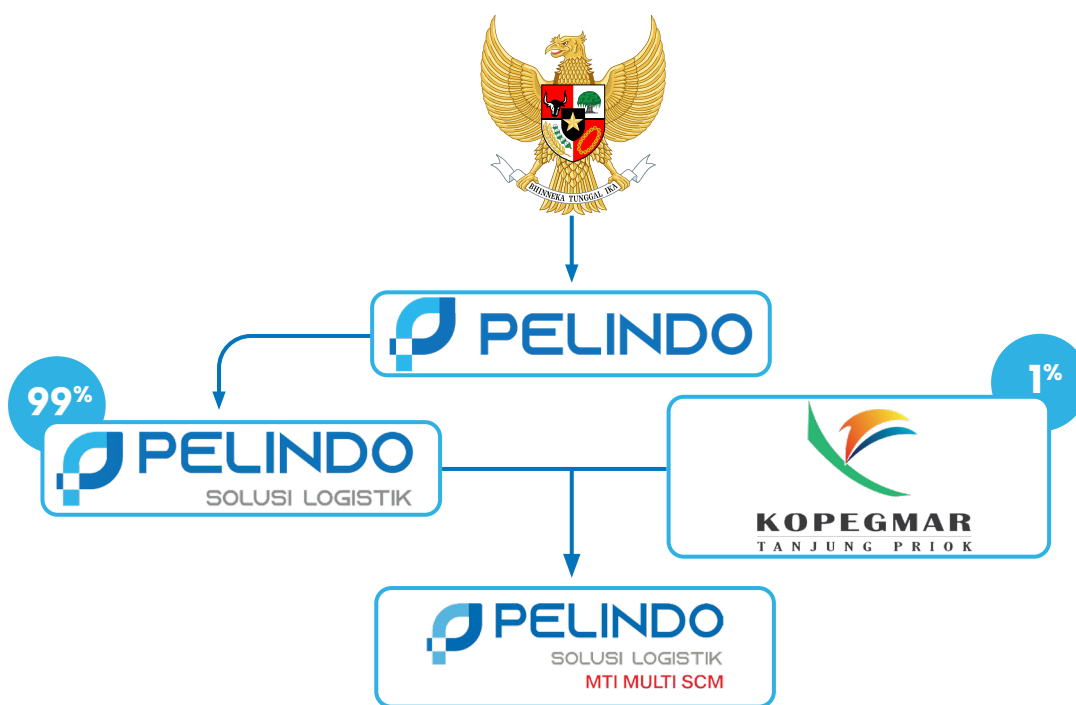 BHINNEKA TUNGGAL IKA
PELINDO
99%
1%
PELINDO
SOLUSI LOGISTIK
KOPEGMAR
TANJUNG PRIOK
PELINDO
SOLUSI LOGISTIK
MTI MULTI SCM